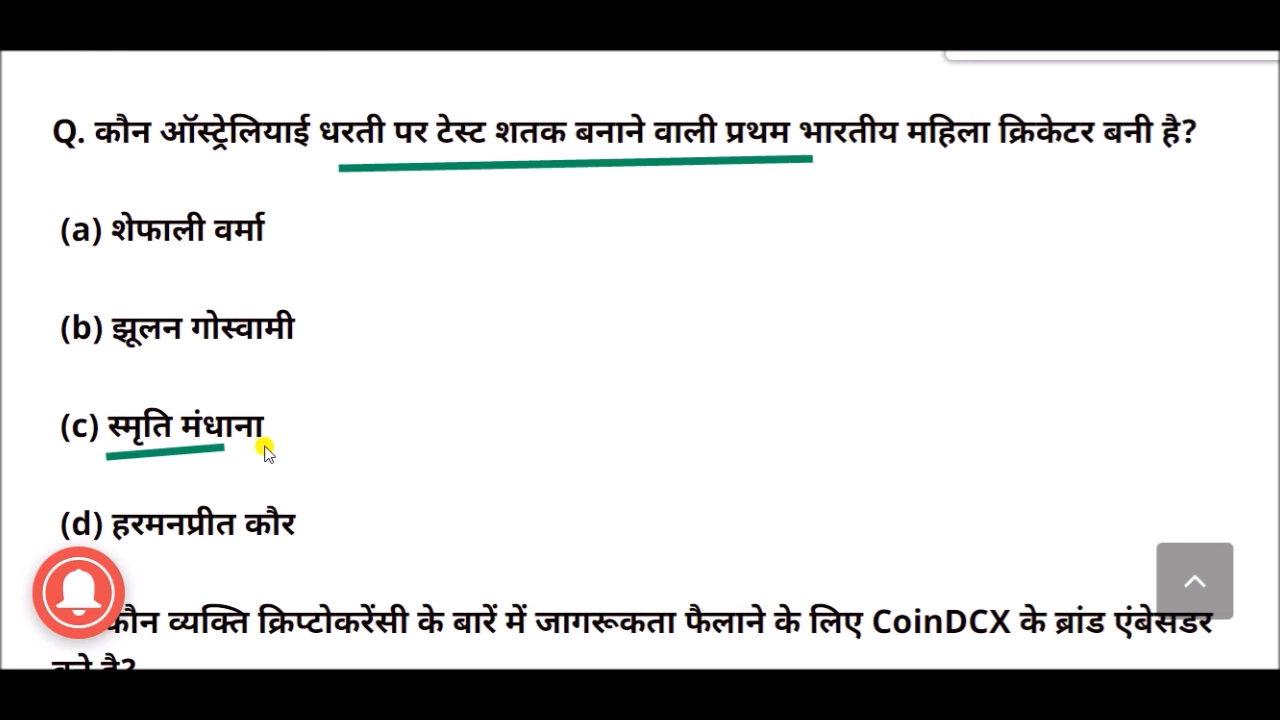 Q. कौन ऑस्ट्रेलियाई धरती पर टेस्ट शतक बनाने वाली प्रथम भारतीय महिला क्रिकेटर बनी है?
(a) शेफाली वर्मा
(b) झूलन गोस्वामी
(c) स्मृति मंधाना
(d) हरमनप्रीत कौर
कौन व्यक्ति क्रिप्टोकरेंसी के बारें में जागरूकता फैलाने के लिए CoinDCX के ब्रांड एंबेसडर